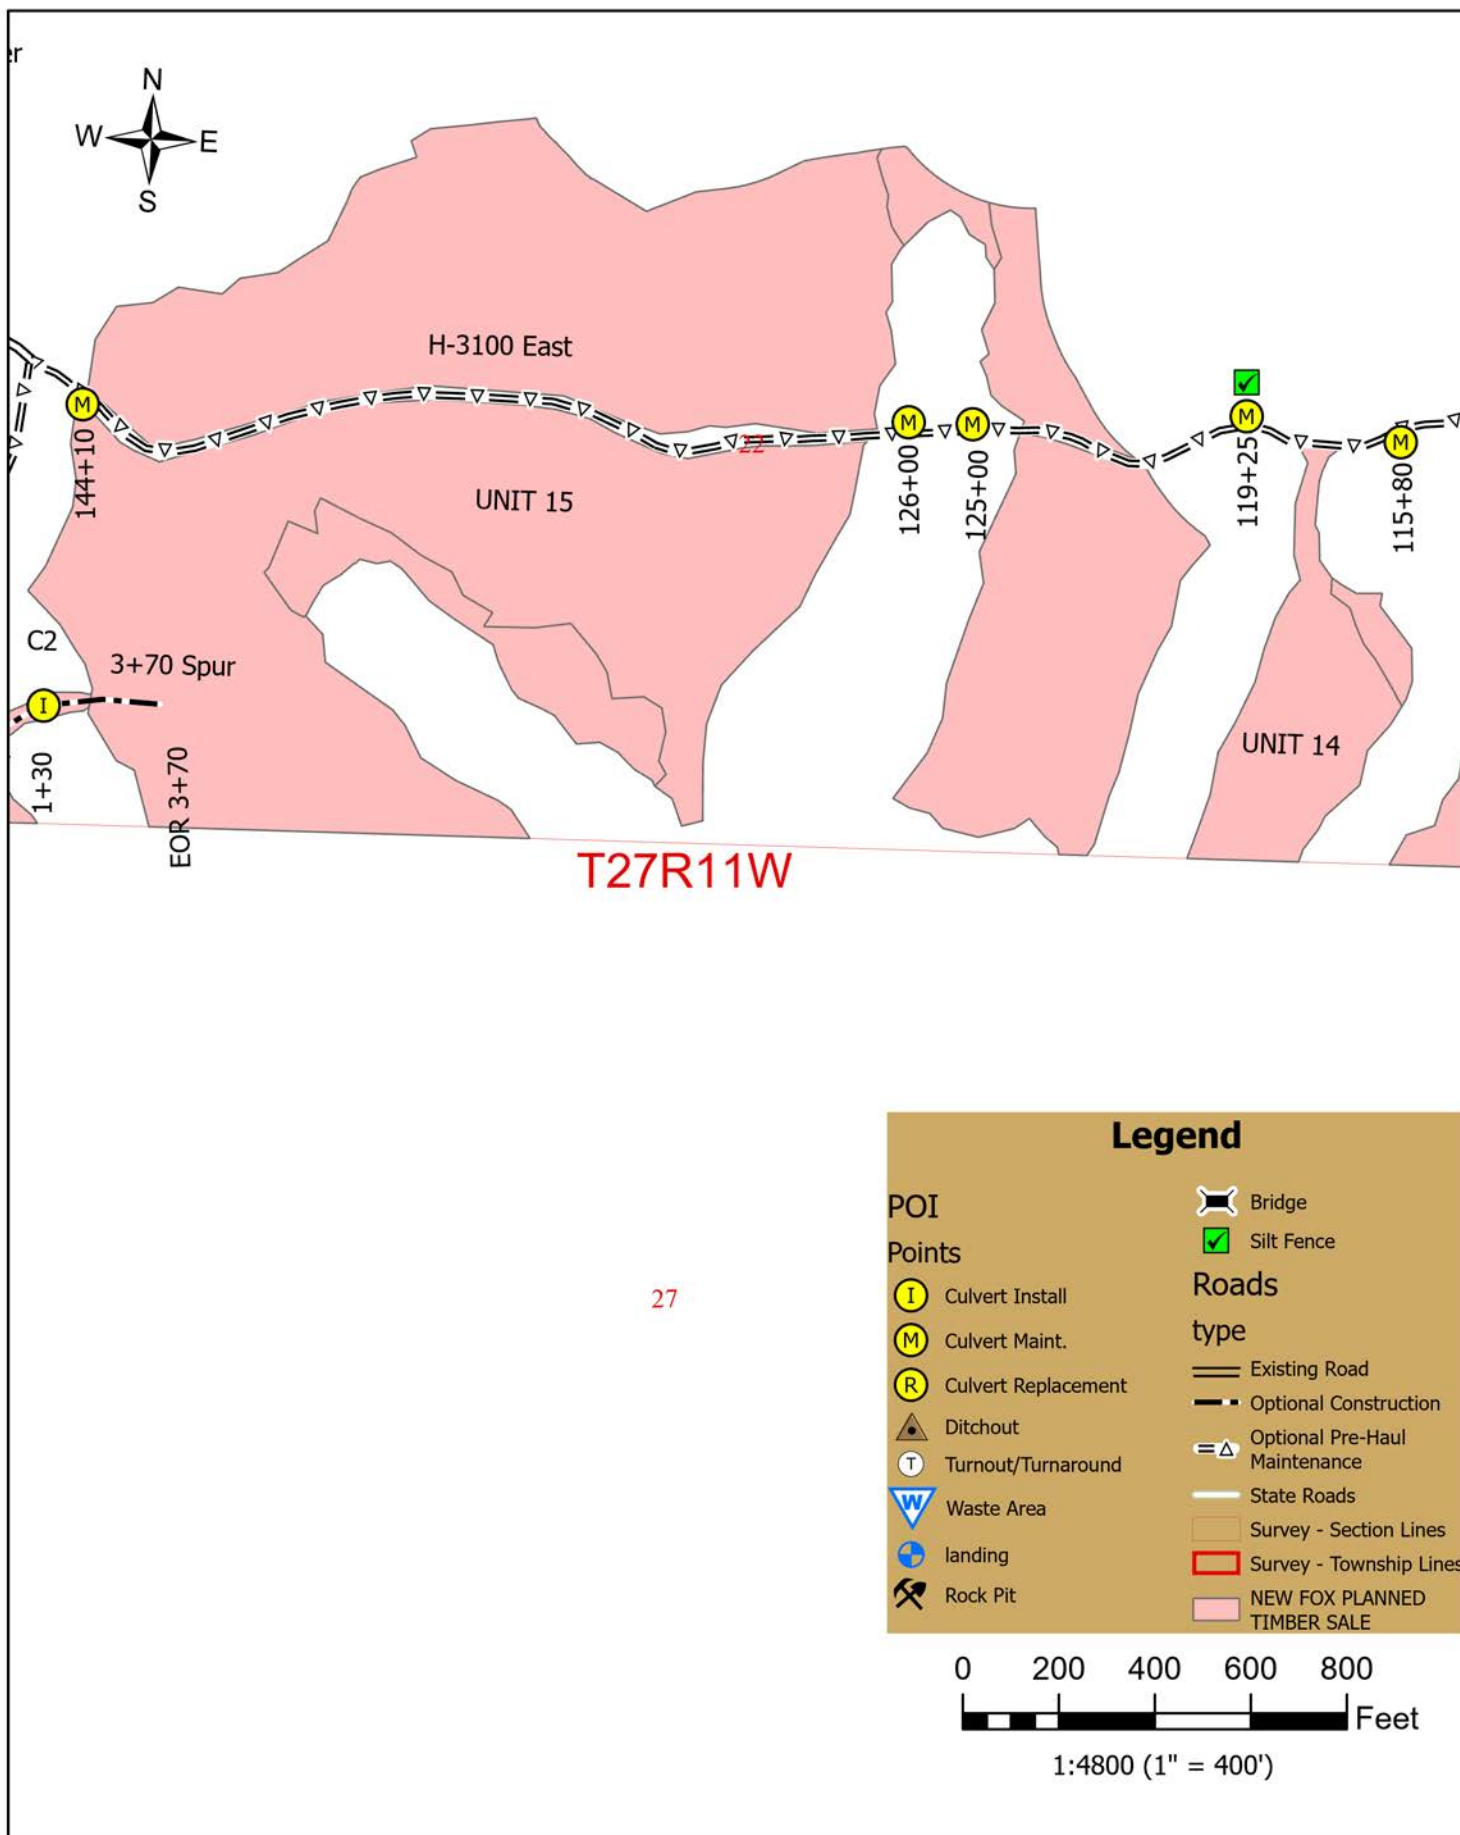 er
N
W
E
S
H-3100 East
22
UNIT 15
144+10
126+00
125+00
119+25
115+80
C2
3+70 Spur
1+30
EOR 3+70
UNIT 14
T27R11W
27
Legend
POI
Points
I Culvert Install
M Culvert Maint.
R Culvert Replacement
Ditchout
T Turnout/Turnaround
W Waste Area
landing
Rock Pit
Bridge
Silt Fence
Roads
type
Existing Road
Optional Construction
Optional Pre-Haul
Maintenance
State Roads
Survey - Section Lines
Survey - Township Lines
NEW FOX PLANNED
TIMBER SALE
0 200 400 600 800
Feet
1:4800 (1" = 400')
M
M
M
M
M
I